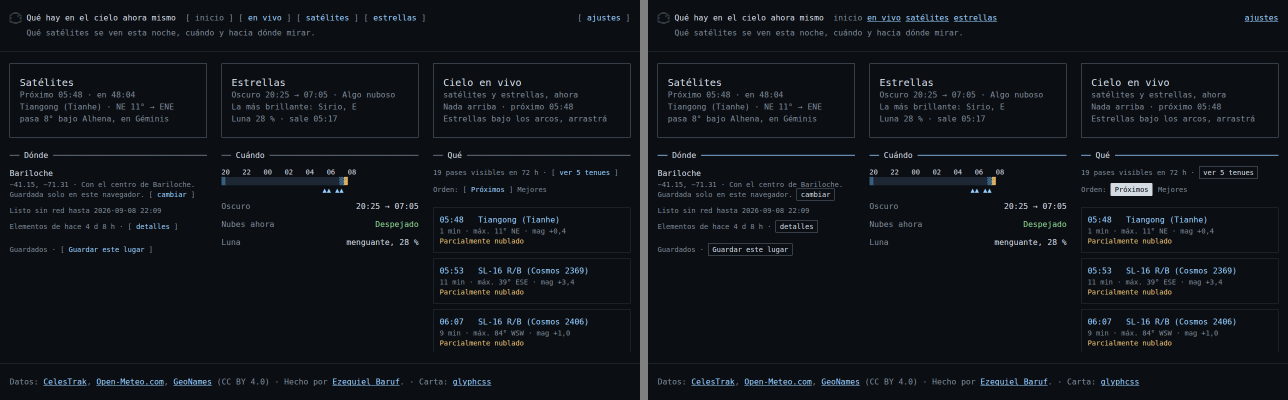 Qué hay en el cielo ahora mismo [ inicio ] [ en vivo ] [ satélites ] [ estrellas ] [ ajustes ]
Qué satélites se ven esta noche, cuándo y hacia dónde mirar.
Satélites
Próximo 05:48 · en 48:04
Tiangong (Tianhe) · NE 11° → ENE
pasa 8° bajo Alhena, en Géminis
Estrellas
Oscuro 20:25 → 07:05 · Algo nuboso
La más brillante: Sirio, E
Luna 28 % · sale 05:17
Cielo en vivo
satélites y estrellas, ahora
Nada arriba · próximo 05:48
Estrellas bajo los arcos, arrastrá
Dónde
Bariloche
−41.15, −71.31 · Con el centro de Bariloche.
Guardada solo en este navegador. [ cambiar ]
Listo sin red hasta 2026-09-08 22:09
Elementos de hace 4 d 8 h · [ detalles ]
Guardados · [ Guardar este lugar ]
Cuándo
20 22 00 02 04 06 08
▲▲ ▲▲
Oscuro 20:25 → 07:05
Nubes ahora Despejado
Luna menguante, 28 %
Qué
19 pases visibles en 72 h · [ ver 5 tenues ]
Orden: [ Próximos ] Mejores
05:48 Tiangong (Tianhe)
1 min · máx. 11° NE · mag +0,4
Parcialmente nublado
05:53 SL-16 R/B (Cosmos 2369)
11 min · máx. 39° ESE · mag +3,4
Parcialmente nublado
06:07 SL-16 R/B (Cosmos 2406)
9 min · máx. 84° WSW · mag +1,0
Parcialmente nublado
Datos: CelesTrak, Open-Meteo.com, GeoNames (CC BY 4.0) · Hecho por Ezequiel Baruf. · Carta: glyphcss
Qué hay en el cielo ahora mismo inicio en vivo satélites estrellas ajustes
Qué satélites se ven esta noche, cuándo y hacia dónde mirar.
Satélites
Próximo 05:48 · en 48:04
Tiangong (Tianhe) · NE 11° → ENE
pasa 8° bajo Alhena, en Géminis
Estrellas
Oscuro 20:25 → 07:05 · Algo nuboso
La más brillante: Sirio, E
Luna 28 % · sale 05:17
Cielo en vivo
satélites y estrellas, ahora
Nada arriba · próximo 05:48
Estrellas bajo los arcos, arrastrá
Dónde
Bariloche
−41.15, −71.31 · Con el centro de Bariloche.
Guardada solo en este navegador. cambiar
Listo sin red hasta 2026-09-08 22:09
Elementos de hace 4 d 8 h · detalles
Guardados · Guardar este lugar
Cuándo
20 22 00 02 04 06 08
▲▲ ▲▲
Oscuro 20:25 → 07:05
Nubes ahora Despejado
Luna menguante, 28 %
Qué
19 pases visibles en 72 h · ver 5 tenues
Orden: Próximos Mejores
05:48 Tiangong (Tianhe)
1 min · máx. 11° NE · mag +0,4
Parcialmente nublado
05:53 SL-16 R/B (Cosmos 2369)
11 min · máx. 39° ESE · mag +3,4
Parcialmente nublado
06:07 SL-16 R/B (Cosmos 2406)
9 min · máx. 84° WSW · mag +1,0
Parcialmente nublado
Datos: CelesTrak, Open-Meteo.com, GeoNames (CC BY 4.0) · Hecho por Ezequiel Baruf. · Carta: glyphcss